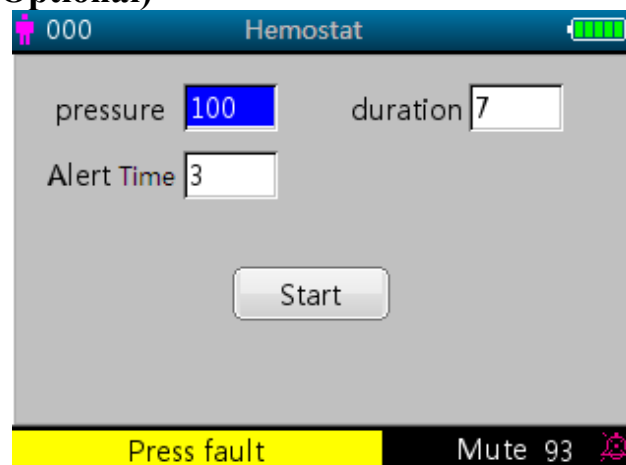 Optional)
000 Hemostat
pressure 100 duration 7
Alert Time 3
Start
Press fault Mute 93